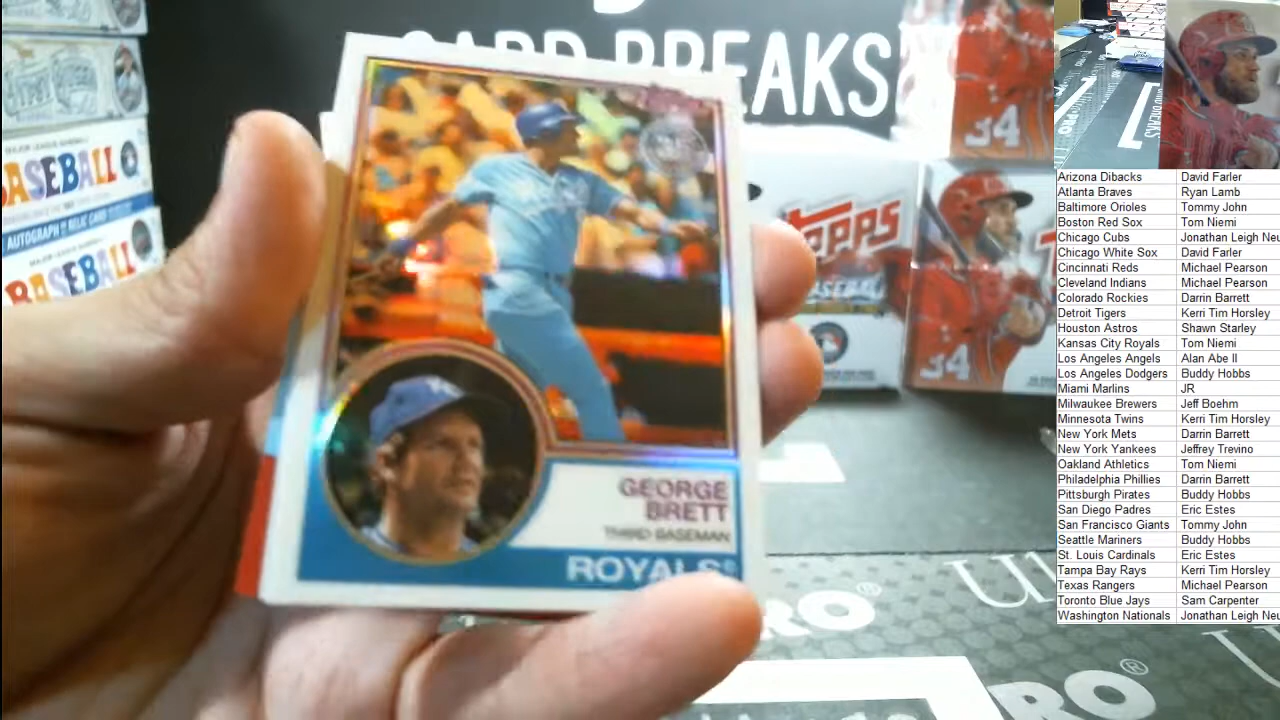 CARD BREAKS
BASEBALL
AUTOGRAPH OR RELIC CARD
BASEBALL
34
TOPPS
BASEBALL
34
GEORGE
BRETT
THIRD BASEMAN
ROYALS
PRO
PRO
BREAKS
Arizona Dibacks David Farler
Atlanta Braves Ryan Lamb
Baltimore Orioles Tommy John
Boston Red Sox Tom Niemi
Chicago Cubs Jonathan Leigh Neu
Chicago White Sox David Farler
Cincinnati Reds Michael Pearson
Cleveland Indians Michael Pearson
Colorado Rockies Darrin Barrett
Detroit Tigers Kerri Tim Horsley
Houston Astros Shawn Starley
Kansas City Royals Tom Niemi
Los Angeles Angels Alan Abe II
Los Angeles Dodgers Buddy Hobbs
Miami Marlins JR
Milwaukee Brewers Jeff Boehm
Minnesota Twins Kerri Tim Horsley
New York Mets Darrin Barrett
New York Yankees Jeffrey Trevino
Oakland Athletics Tom Niemi
Philadelphia Phillies Darrin Barrett
Pittsburgh Pirates Buddy Hobbs
San Diego Padres Eric Estes
San Francisco Giants Tommy John
Seattle Mariners Buddy Hobbs
St. Louis Cardinals Eric Estes
Tampa Bay Rays Kerri Tim Horsley
Texas Rangers Michael Pearson
Toronto Blue Jays Sam Carpenter
Washington Nationals Jonathan Leigh Neu